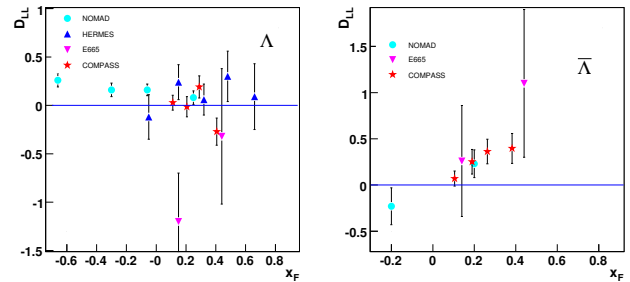 D_LL
1
0.5
0
-0.5
-1
-1.5
NOMAD
HERMES
E665
COMPASS
Λ
-0.6 -0.4 -0.2 -0 0.2 0.4 0.6 0.8
x_F
D_LL
1.5
1
0.5
0
-0.5
NOMAD
E665
COMPASS
Λ̅
-0.2 0 0.2 0.4 0.6 0.8
x_F